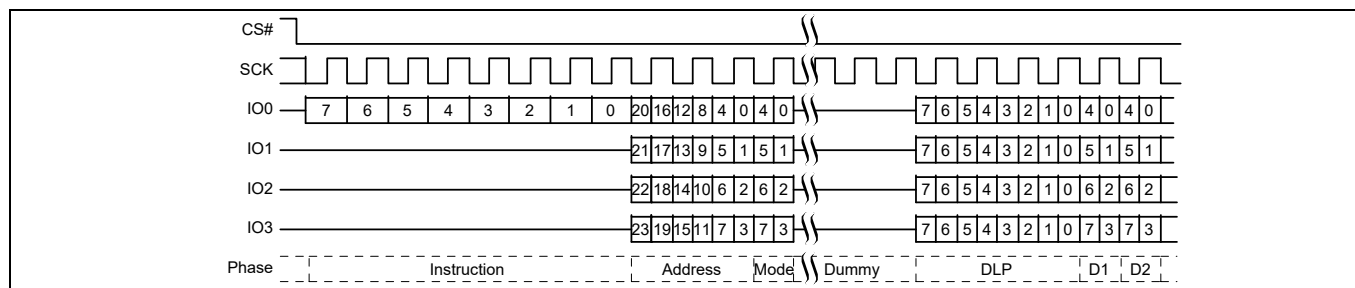 CS#
SCK
IO0 7 6 5 4 3 2 1 0 20 16 12 8 4 0 4 0 7 6 5 4 3 2 1 0 4 0 4 0
IO1 21 17 13 9 5 1 5 1 7 6 5 4 3 2 1 0 5 1 5 1
IO2 22 18 14 10 6 2 6 2 7 6 5 4 3 2 1 0 6 2 6 2
IO3 23 19 15 11 7 3 7 3 7 6 5 4 3 2 1 0 7 3 7 3
Phase Instruction Address Mode Dummy DLP D1 D2